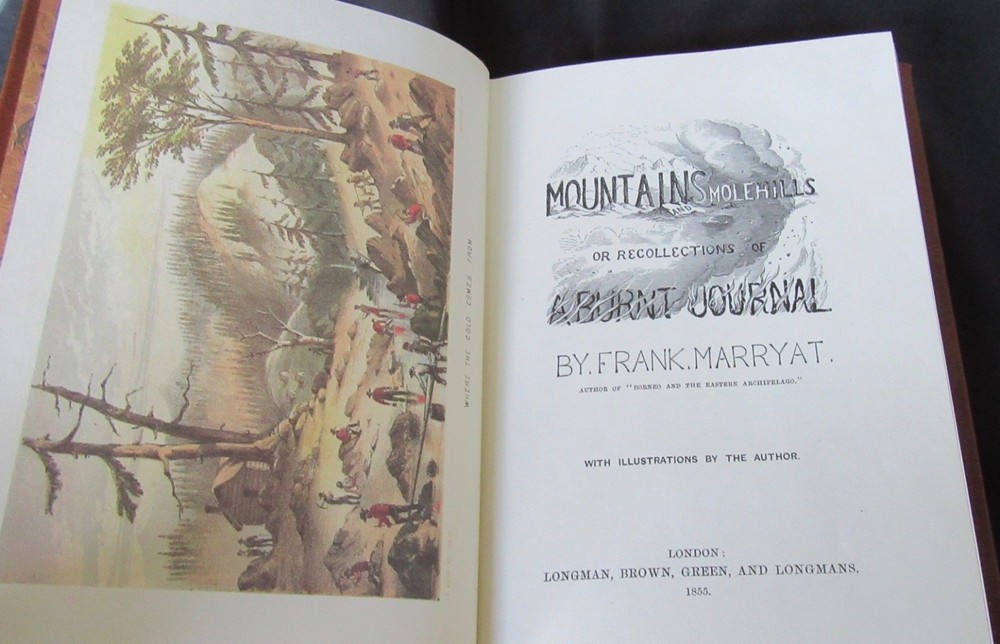 WHERE THE GOLD COMES FROM
MOUNTAINS AND MOLEHILLS
OR RECOLLECTIONS OF
A BURNT JOURNAL
BY. FRANK. MARRYAT.
AUTHOR OF "BORNEO AND THE EASTERN ARCHIPELAGO."
WITH ILLUSTRATIONS BY THE AUTHOR.
LONDON:
LONGMAN, BROWN, GREEN, AND LONGMANS.
1855.